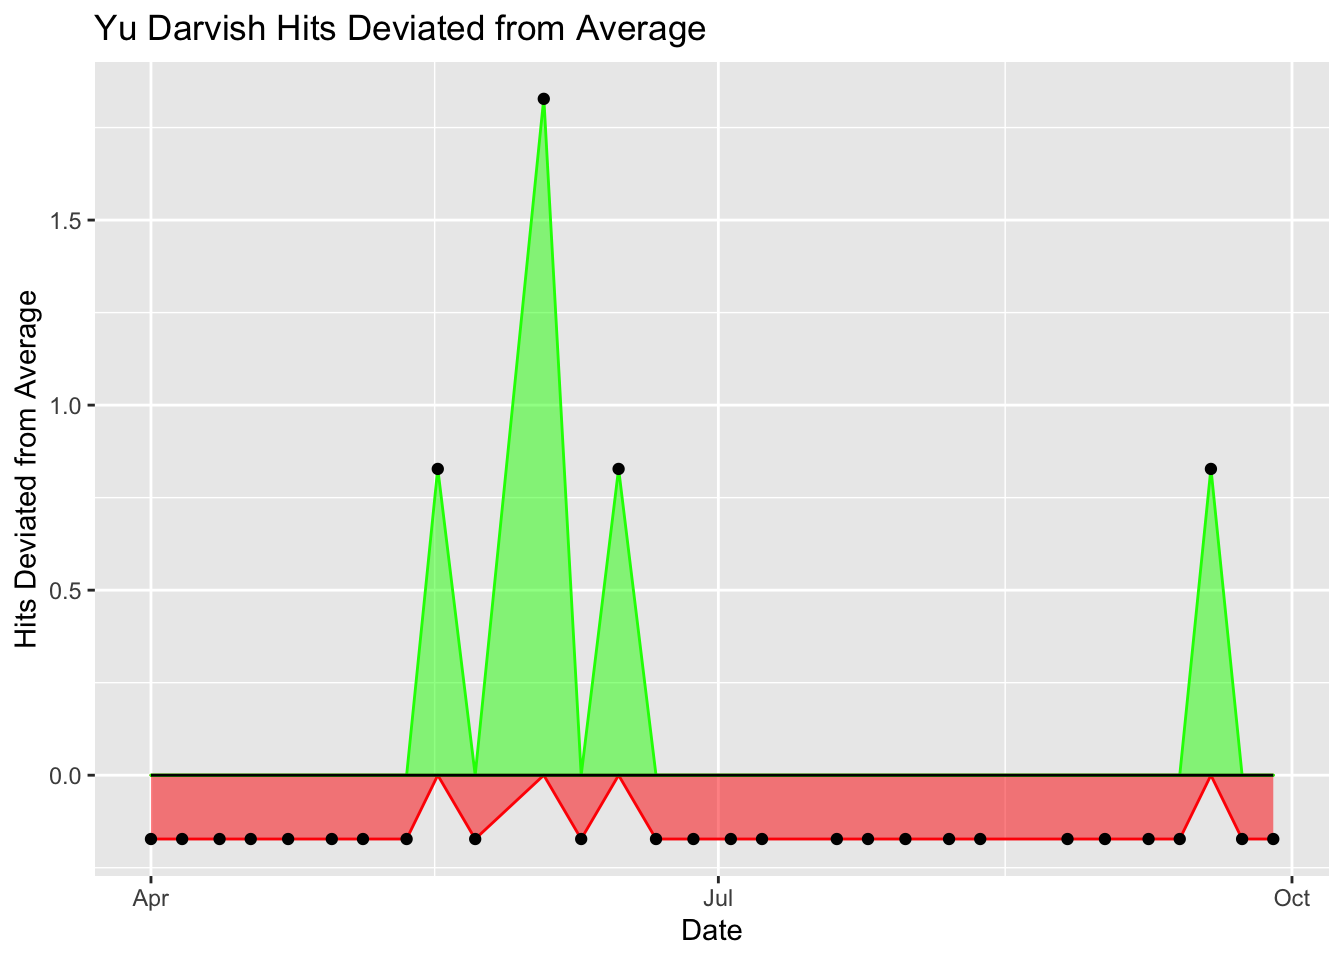 Yu Darvish Hits Deviated from Average
Hits Deviated from Average
1.5
1.0
0.5
0.0
Apr
Jul
Oct
Date